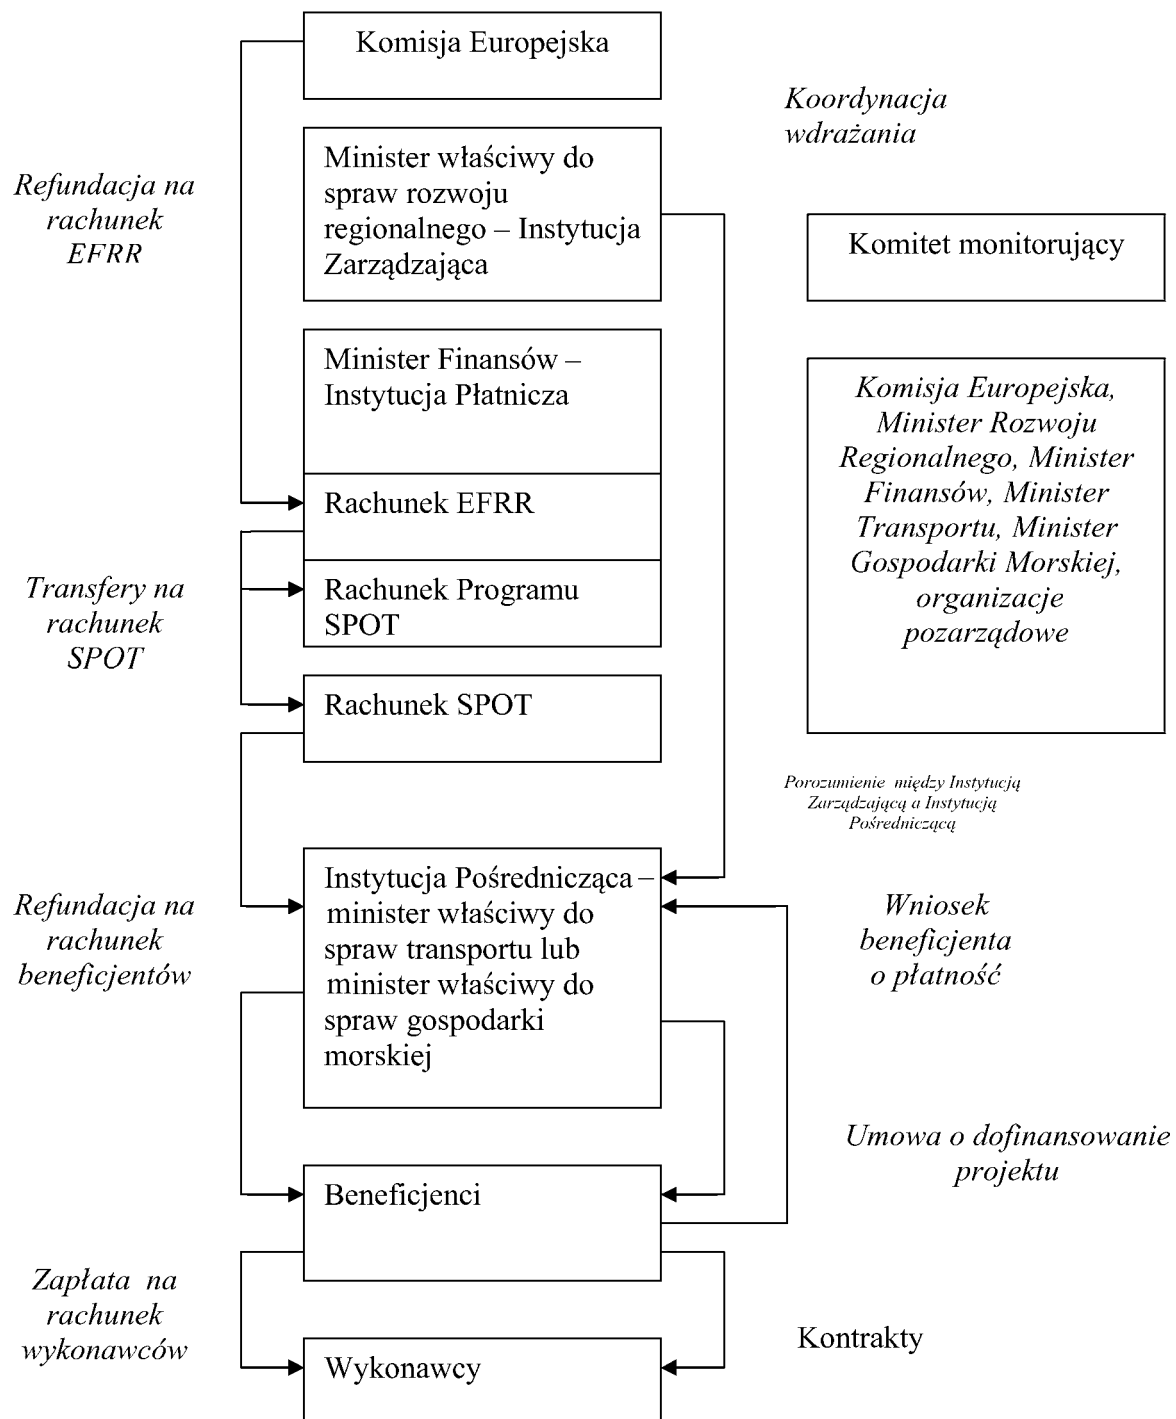 Komisja Europejska
Koordynacja
wdrażania
Minister właściwy do
spraw rozwoju
regionalnego – Instytucja
Zarządzająca
Refundacja na
rachunek
EFRR
Komitet monitorujący
Minister Finansów –
Instytucja Płatnicza
Komisja Europejska,
Minister Rozwoju
Regionalnego, Minister
Finansów, Minister
Transportu, Minister
Gospodarki Morskiej,
organizacje
pozarządowe
Rachunek EFRR
Transfery na
rachunek
SPOT
Rachunek Programu
SPOT
Rachunek SPOT
Porozumienie między Instytucją
Zarządzającą a Instytucją
Pośredniczącą
Instytucja Pośrednicząca –
minister właściwy do
spraw transportu lub
minister właściwy do
spraw gospodarki
morskiej
Refundacja na
rachunek
beneficjentów
Wniosek
beneficjenta
o płatność
Umowa o dofinansowanie
projektu
Beneficjenci
Zapłata na
rachunek
wykonawców
Kontrakty
Wykonawcy